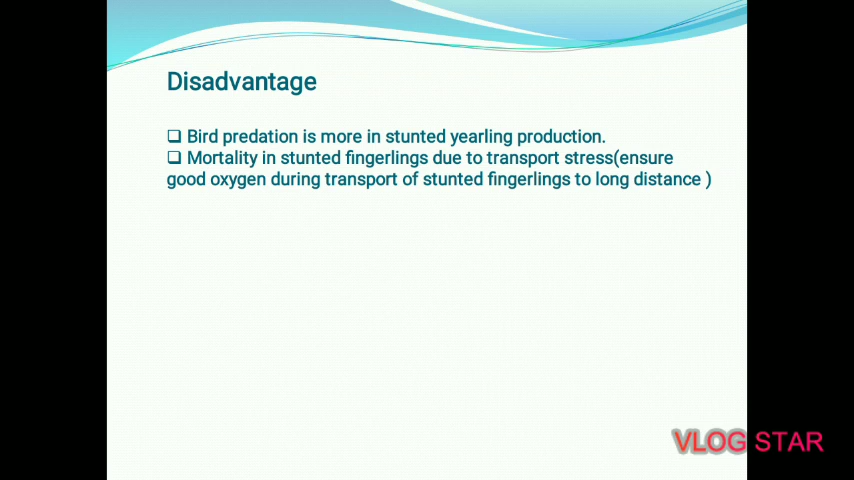 Disadvantage
❑ Bird predation is more in stunted yearling production.
❑ Mortality in stunted fingerlings due to transport stress(ensure
good oxygen during transport of stunted fingerlings to long distance )
VLOG STAR